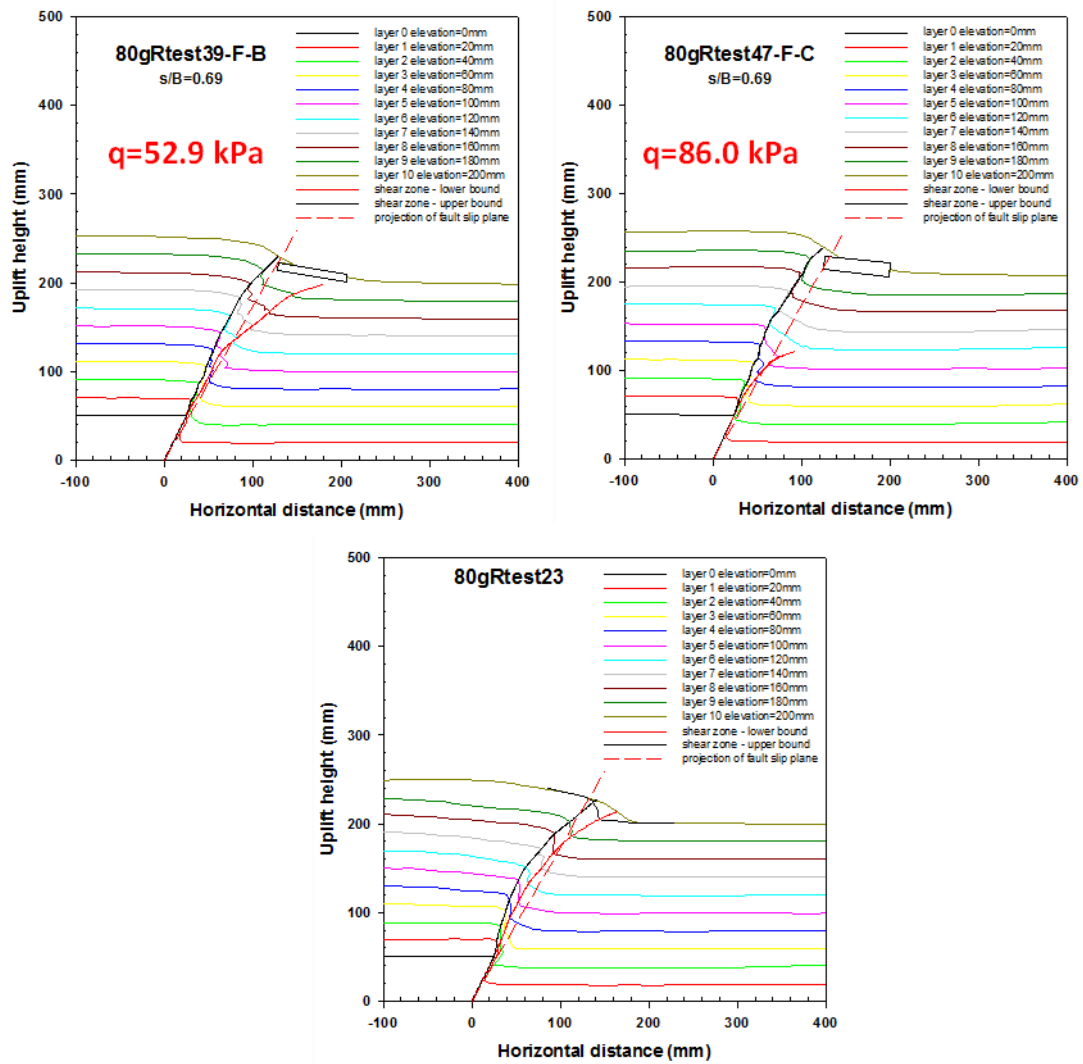 80gRtest39-F-B
s/B=0.69
q=52.9 kPa
layer 0 elevation=0mm
layer 1 elevation=20mm
layer 2 elevation=40mm
layer 3 elevation=60mm
layer 4 elevation=80mm
layer 5 elevation=100mm
layer 6 elevation=120mm
layer 7 elevation=140mm
layer 8 elevation=160mm
layer 9 elevation=180mm
layer 10 elevation=200mm
shear zone - lower bound
shear zone - upper bound
projection of fault slip plane
Uplift height (mm)
500
400
300
200
100
0
-100 0 100 200 300 400
Horizontal distance (mm)
80gRtest47-F-C
s/B=0.69
q=86.0 kPa
layer 0 elevation=0mm
layer 1 elevation=20mm
layer 2 elevation=40mm
layer 3 elevation=60mm
layer 4 elevation=80mm
layer 5 elevation=100mm
layer 6 elevation=120mm
layer 7 elevation=140mm
layer 8 elevation=160mm
layer 9 elevation=180mm
layer 10 elevation=200mm
shear zone - lower bound
shear zone - upper bound
projection of fault slip plane
Uplift height (mm)
500
400
300
200
100
0
-100 0 100 200 300 400
Horizontal distance (mm)
80gRtest23
layer 0 elevation=0mm
layer 1 elevation=20mm
layer 2 elevation=40mm
layer 3 elevation=60mm
layer 4 elevation=80mm
layer 5 elevation=100mm
layer 6 elevation=120mm
layer 7 elevation=140mm
layer 8 elevation=160mm
layer 9 elevation=180mm
layer 10 elevation=200mm
shear zone - lower bound
shear zone - upper bound
projection of fault slip plane
Uplift height (mm)
500
400
300
200
100
0
-100 0 100 200 300 400
Horizontal distance (mm)